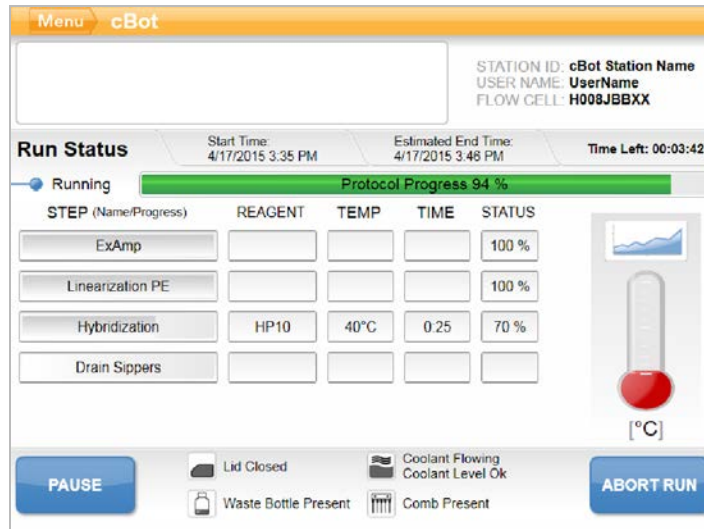 Menu cBot
STATION ID: cBot Station Name
USER NAME: UserName
FLOW CELL: H008JBBXX
Run Status
Start Time:
4/17/2015 3:35 PM
Estimated End Time:
4/17/2015 3:46 PM
Time Left: 00:03:42
Running
Protocol Progress 94 %
STEP (Name/Progress) REAGENT TEMP TIME STATUS
ExAmp 100 %
Linearization PE 100 %
Hybridization HP10 40°C 0:25 70 %
Drain Sippers
[°C]
PAUSE
Lid Closed
Waste Bottle Present
Coolant Flowing
Coolant Level Ok
Comb Present
ABORT RUN